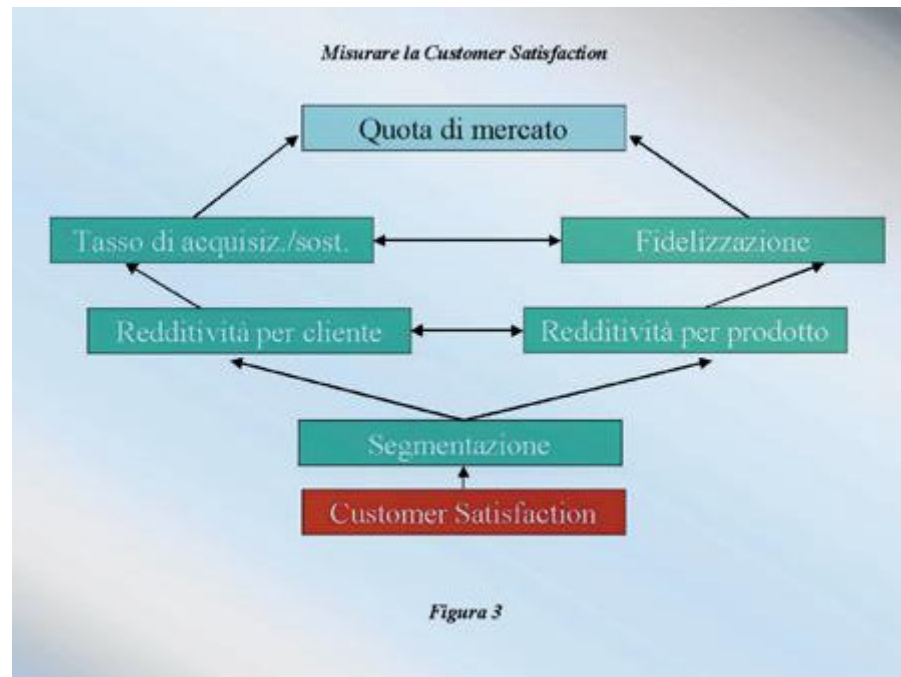 Misurare la Customer Satisfaction
Quota di mercato
Tasso di acquisiz./sost.
Fidelizzazione
Redditività per cliente
Redditività per prodotto
Segmentazione
Customer Satisfaction
Figura 3